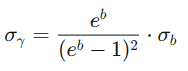 σ_γ = e^b / (e^b − 1)² · σ_b